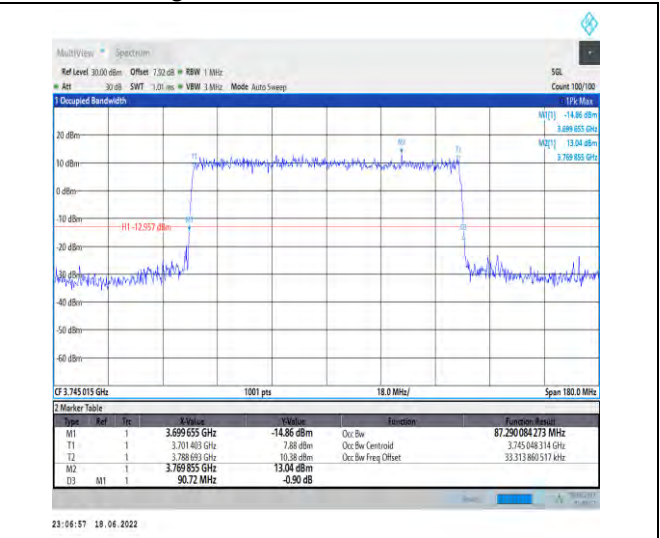 MultiView Spectrum
Ref Level 30.00 dBm Offset 7.92 dB RBW 1 MHz SGL
Att 30 dB SWT 1.01 ms VBW 3 MHz Mode Auto Sweep Count 100/100
1 Occupied Bandwidth 1Pk Max
M1[1] -14.86 dBm
3.699 655 GHz
20 dBm
M2[1] 13.04 dBm
3.769 855 GHz
M2
T1
T2
10 dBm
0 dBm
-10 dBm
M1
H1 -12.957 dBm
D3
-20 dBm
-30 dBm
-40 dBm
-50 dBm
-60 dBm
CF 3.745 015 GHz 1001 pts 18.0 MHz/ Span 180.0 MHz
2 Marker Table
Type Ref Trc X-Value Y-Value Function Function Result
M1 1 3.699 655 GHz -14.86 dBm Occ Bw 87.290 084 273 MHz
T1 1 3.701 403 GHz 7.88 dBm Occ Bw Centroid 3.745 048 314 GHz
T2 1 3.788 693 GHz 10.38 dBm Occ Bw Freq Offset 33.313 860 517 kHz
M2 1 3.769 855 GHz 13.04 dBm
D3 M1 1 90.72 MHz -0.90 dB
23:06:57 18.06.2022